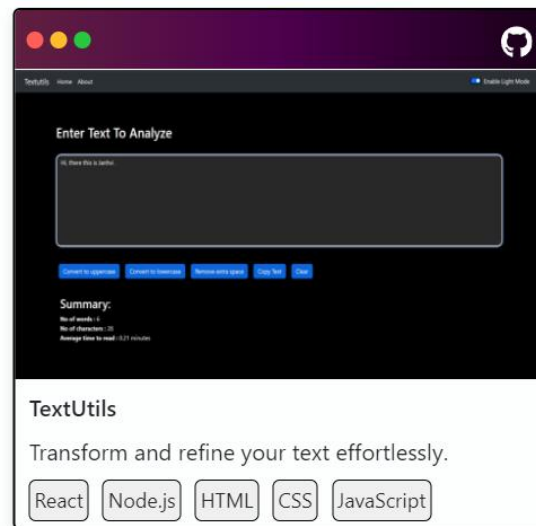 Textutils Home About Enable Light Mode
Enter Text To Analyze
Hi, there this is Janhvi.
Convert to uppercase Convert to lowercase Remove extra space Copy Text Clear
Summary:
No of words : 6
No of characters : 28
Average time to read : 0.21 minutes
TextUtils
Transform and refine your text effortlessly.
React Node.js HTML CSS JavaScript